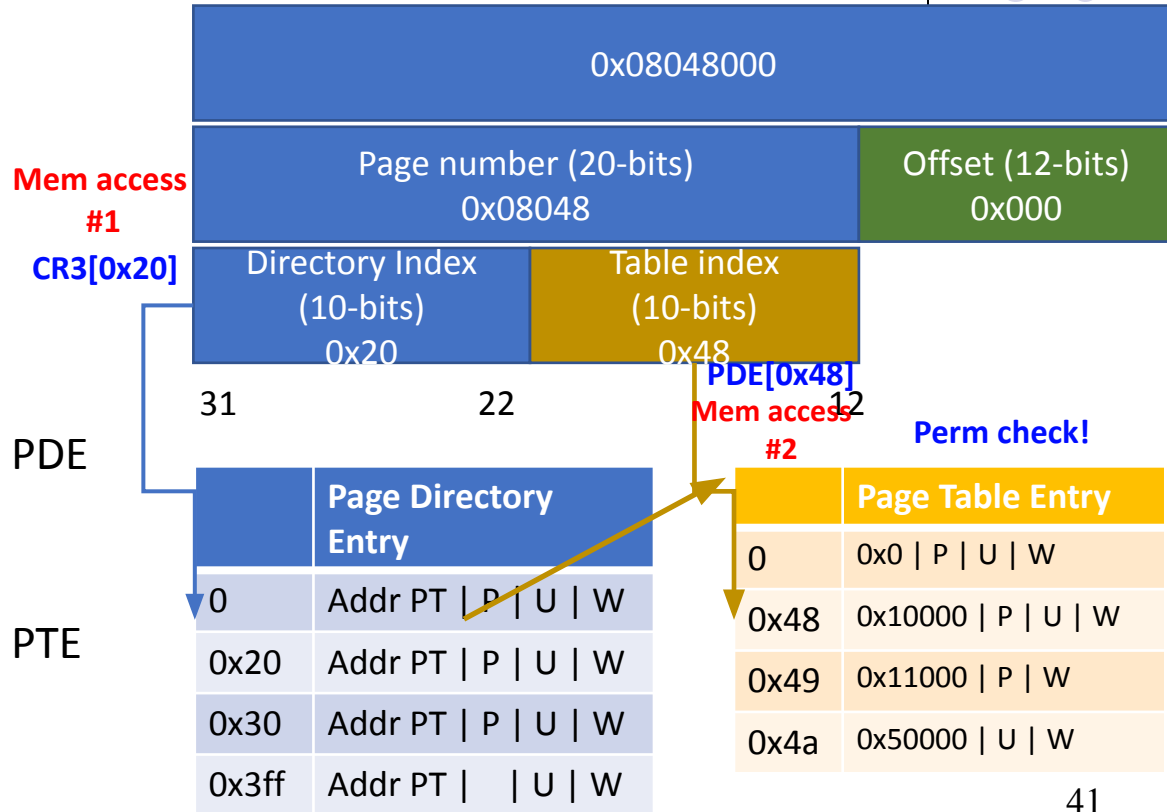 0x08048000
Mem access
#1
Page number (20-bits)
0x08048
Offset (12-bits)
0x000
CR3[0x20]
Directory Index
(10-bits)
0x20
Table index
(10-bits)
0x48
PDE[0x48]
31
22
12
Mem access
#2
Perm check!
PDE
Page Directory
Entry
Page Table Entry
0
Addr PT | P | U | W
0
0x0 | P | U | W
PTE
0x20
Addr PT | P | U | W
0x48
0x10000 | P | U | W
0x30
Addr PT | P | U | W
0x49
0x11000 | P | W
0x3ff
Addr PT |   | U | W
0x4a
0x50000 | U | W
41